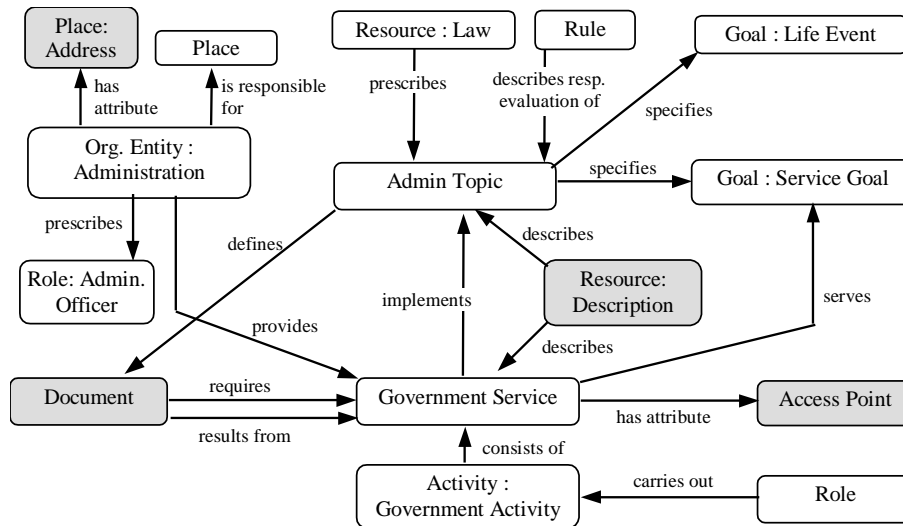 Place:
Address
Place
Resource : Law
Rule
Goal : Life Event
has
attribute
is responsible
for
prescribes
describes resp.
evaluation of
specifies
Org. Entity :
Administration
Admin Topic
specifies
Goal : Service Goal
prescribes
defines
describes
Role: Admin.
Officer
implements
Resource:
Description
serves
provides
describes
Document
requires
Government Service
Access Point
results from
has attribute
consists of
Activity :
Government Activity
carries out
Role